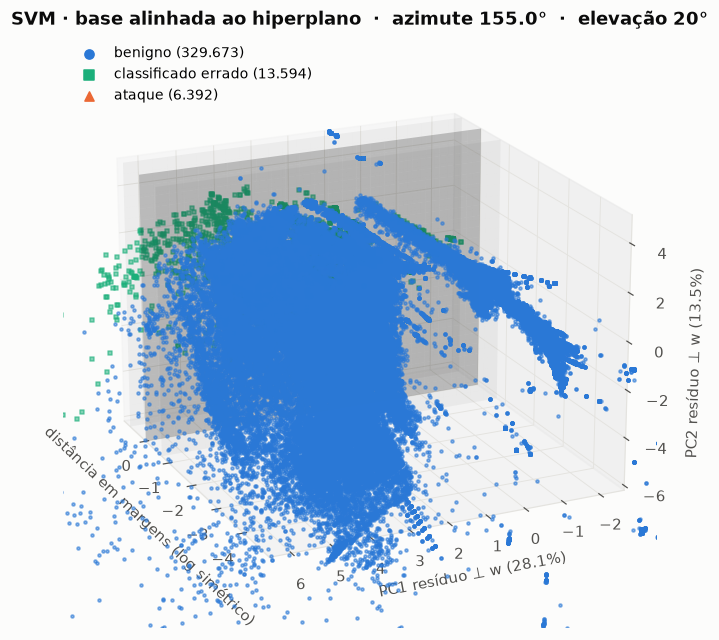 SVM · base alinhada ao hiperplano · azimute 155.0° · elevação 20°
benigno (329.673)
classificado errado (13.594)
ataque (6.392)
4
2
0
−2
−4
−6
PC2 resíduo ⊥ w (13.5%)
0
−1
−2
−3
−4
distância em margens (log simétrico)
6
5
4
3
2
1
0
−1
−2
PC1 resíduo ⊥ w (28.1%)